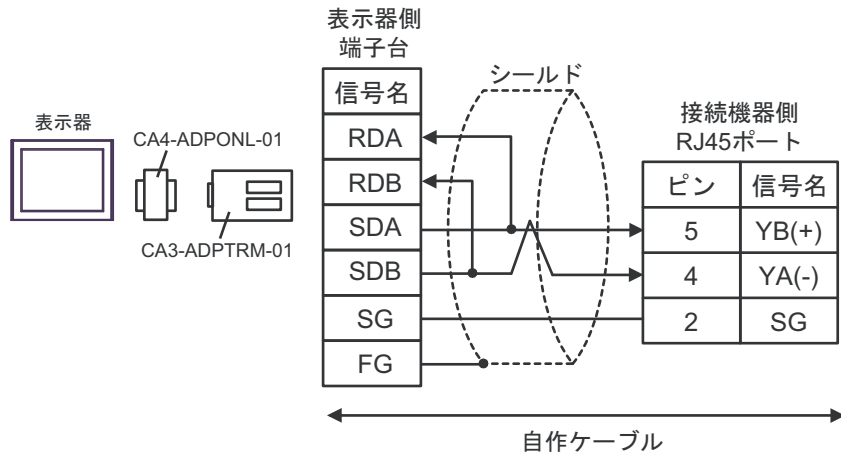 表示器
CA4-ADPONL-01
CA3-ADPTRM-01
表示器側
端子台
信号名
RDA
RDB
SDA
SDB
SG
FG
シールド
接続機器側
RJ45ポート
ピン 信号名
5 YB(+)
4 YA(-)
2 SG
自作ケーブル